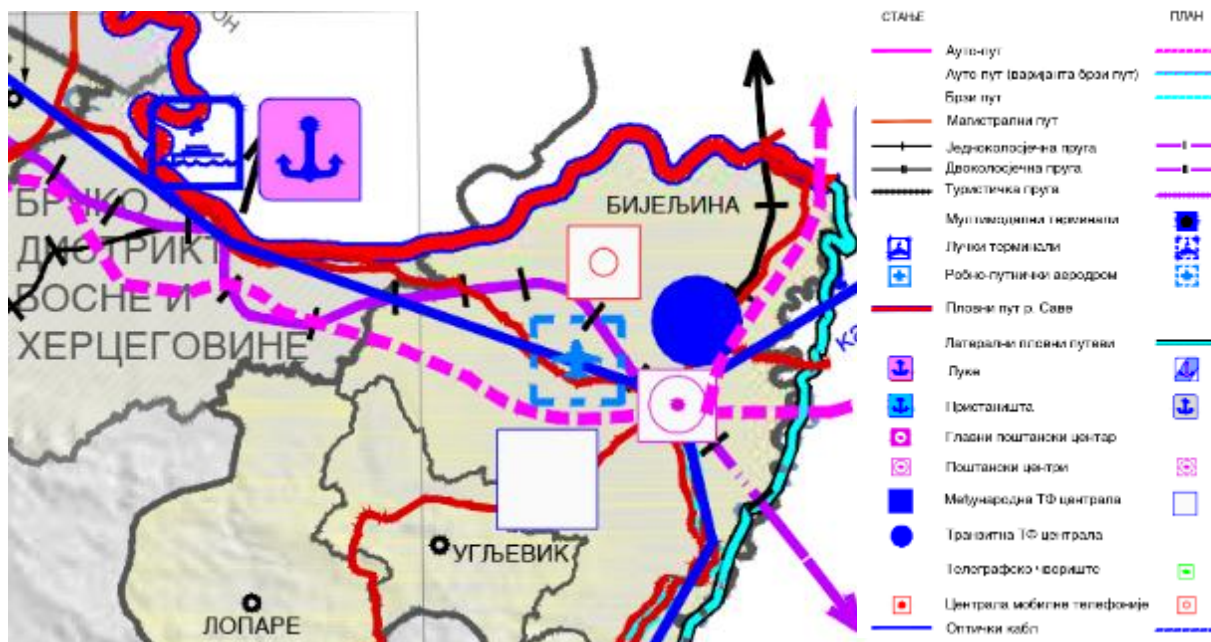 СТАЊЕ
ПЛАН
Ауто-пут
Ауто пут (варијанта брзи пут)
Брзи пут
Магистрални пут
Једноколосјечна пруга
Двоколосјечна пруга
Туристичка пруга
Мултимодални терминали
Лучки терминали
Робно-путнички аеродром
Пловни пут р. Саве
Латерални пловни путеви
Луке
Пристаништа
Главни поштански центар
Поштански центри
Међународна ТФ централа
Транзитна ТФ централа
Телеграфско чвориште
Централа мобилне телефоније
Оптички кабл
БРЧКО
ДИСТРИКТ
БОСНЕ И
ХЕРЦЕГОВИНЕ
БИЈЕЉИНА
УГЉЕВИК
ЛОПАРЕ